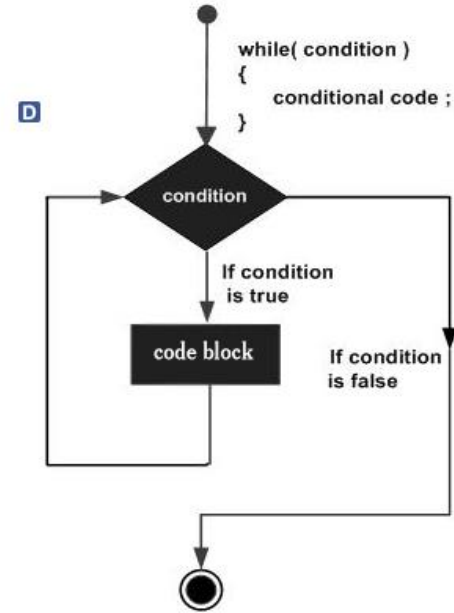 while( condition )
{
conditional code ;
}
D
condition
If condition
is true
code block
If condition
is false